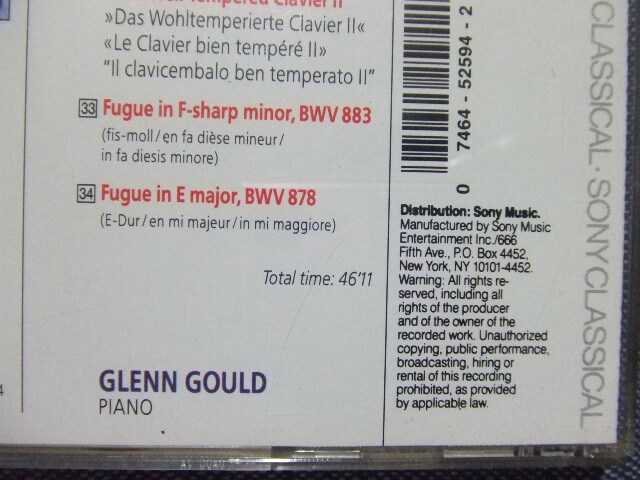 »Das Wohltemperierte Clavier II«
«Le Clavier bien tempéré II»
"Il clavicembalo ben temperato II"
33 Fugue in F-sharp minor, BWV 883
(fis-moll/en fa dièse mineur/
in fa diesis minore)
34 Fugue in E major, BWV 878
(E-Dur/en mi majeur/in mi maggiore)
Total time: 46'11
GLENN GOULD
PIANO
0 7464 - 52594 - 2
Distribution: Sony Music.
Manufactured by Sony Music
Entertainment Inc./666
Fifth Ave., P.O. Box 4452,
New York, NY 10101-4452.
Warning: All rights re-
served, including all
rights of the producer
and of the owner of the
recorded work. Unauthorized
copying, public performance,
broadcasting, hiring or
rental of this recording
prohibited, as provided
by applicable law.
CLASSICAL · SONY CLASSICAL